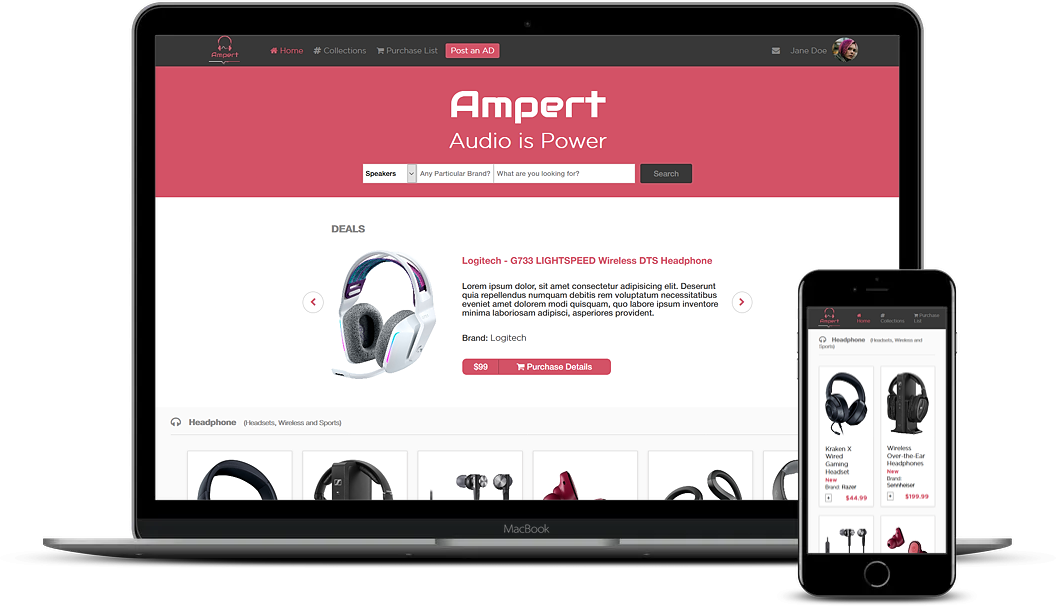 Ampert
Home
Collections
Purchase List
Post an AD
Jane Doe
Ampert
Audio is Power
Speakers
Any Particular Brand?
What are you looking for?
Search
DEALS
Logitech - G733 LIGHTSPEED Wireless DTS Headphone
Lorem ipsum dolor, sit amet consectetur adipisicing elit. Deserunt
quia repellendus numquam debitis rem voluptatum necessitatibus
eveniet amet dolorem modi quisquam, quo labore ipsum inventore
minima laboriosam adipisci, asperiores provident.
Brand: Logitech
$99
Purchase Details
Headphone (Headsets, Wireless and Sports)
MacBook
Ampert
Home
Collections
Purchase
List
Headphone (Headsets, Wireless and
Sports)
Kraken X
Wired
Gaming
Headset
New
Brand: Razer
$44.99
Wireless
Over-the-Ear
Headphones
New
Brand:
Sennheiser
$199.99